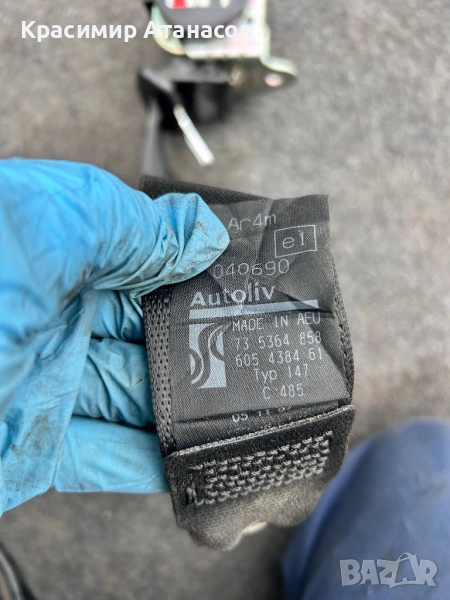 Красимир Атанасов
Ar4m
e1
040690
Autoliv
MADE IN AEU
73 5364 858
605 4384 61
Typ 147
C 485
BAZAR